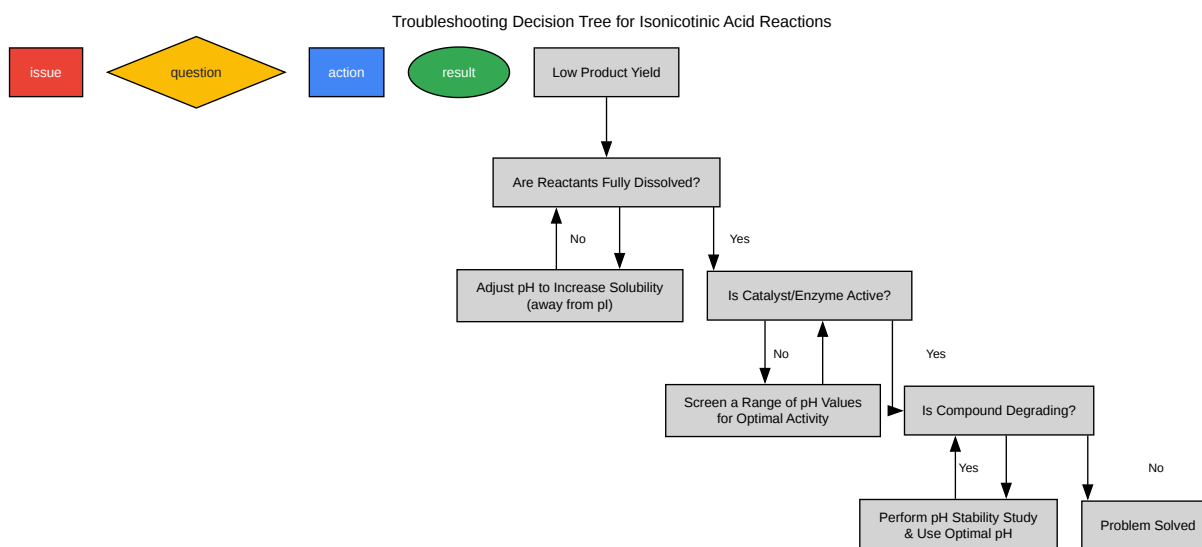 Troubleshooting Decision Tree for Isonicotinic Acid Reactions
issue
question
action
result
Low Product Yield
Are Reactants Fully Dissolved?
No
Yes
Adjust pH to Increase Solubility
(away from pI)
Is Catalyst/Enzyme Active?
No
Yes
Screen a Range of pH Values
for Optimal Activity
Is Compound Degrading?
Yes
No
Perform pH Stability Study
& Use Optimal pH
Problem Solved